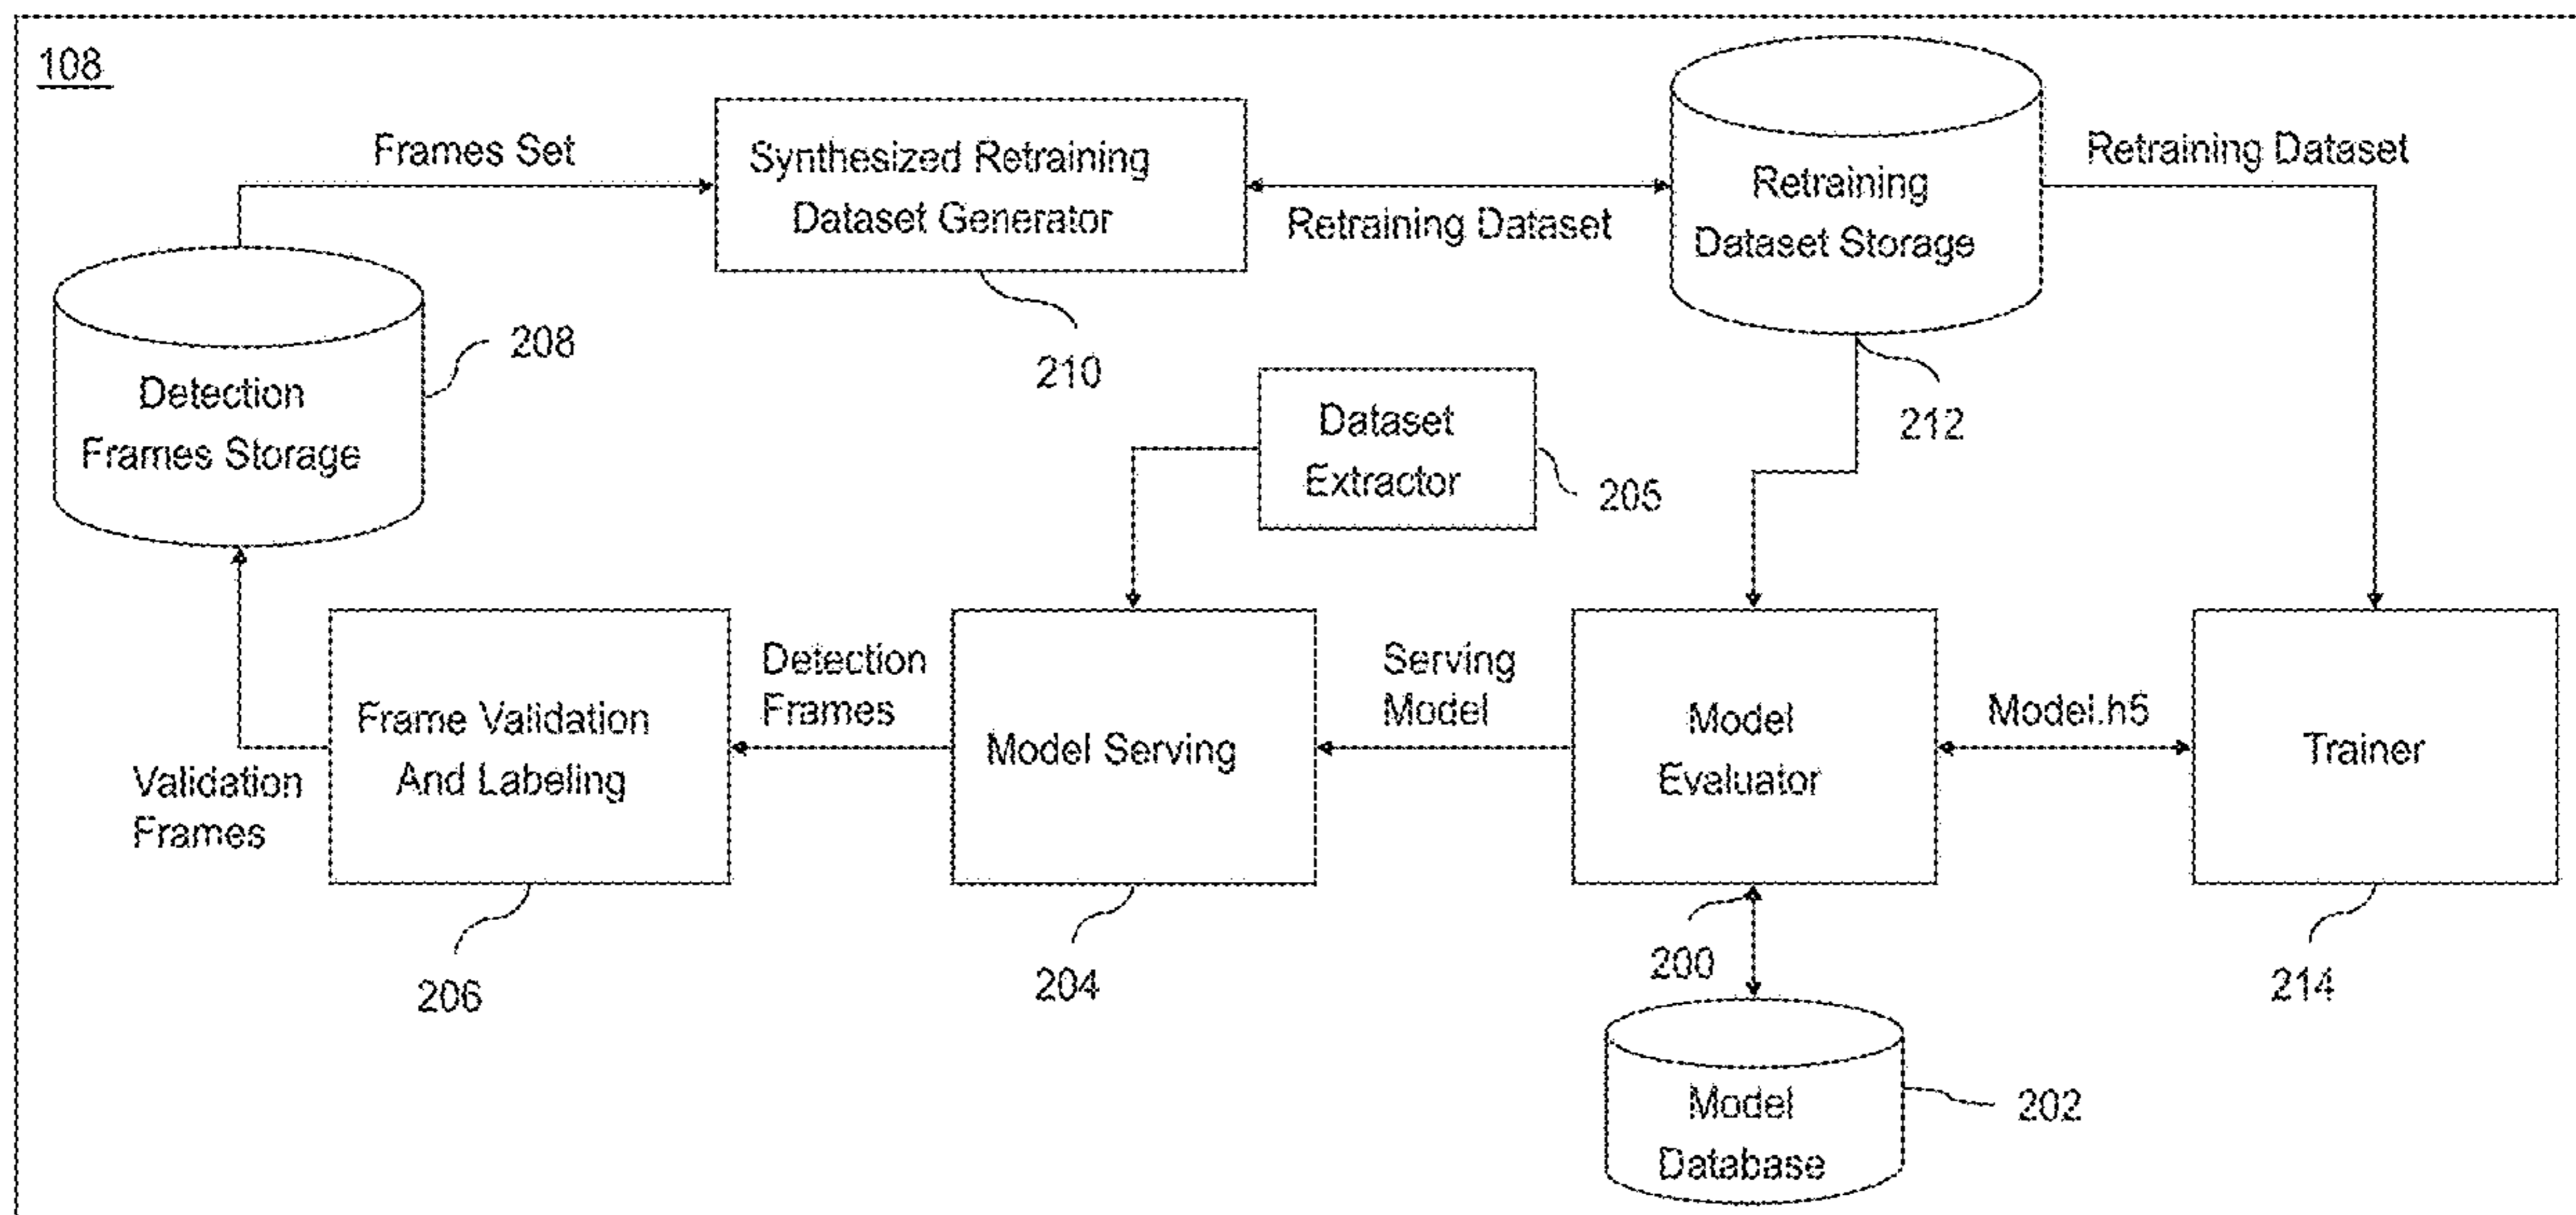 108
Frames Set
Synthesized Retraining
Dataset Generator
Retraining Dataset
Retraining
Dataset Storage
Retraining Dataset
208
210
212
Detection
Frames Storage
Dataset
Extractor
205
Validation
Frames
Frame Validation
And Labeling
Detection
Frames
Model Serving
Serving
Model
Model
Evaluator
Model.h5
Trainer
206
204
200
214
Model
Database
202